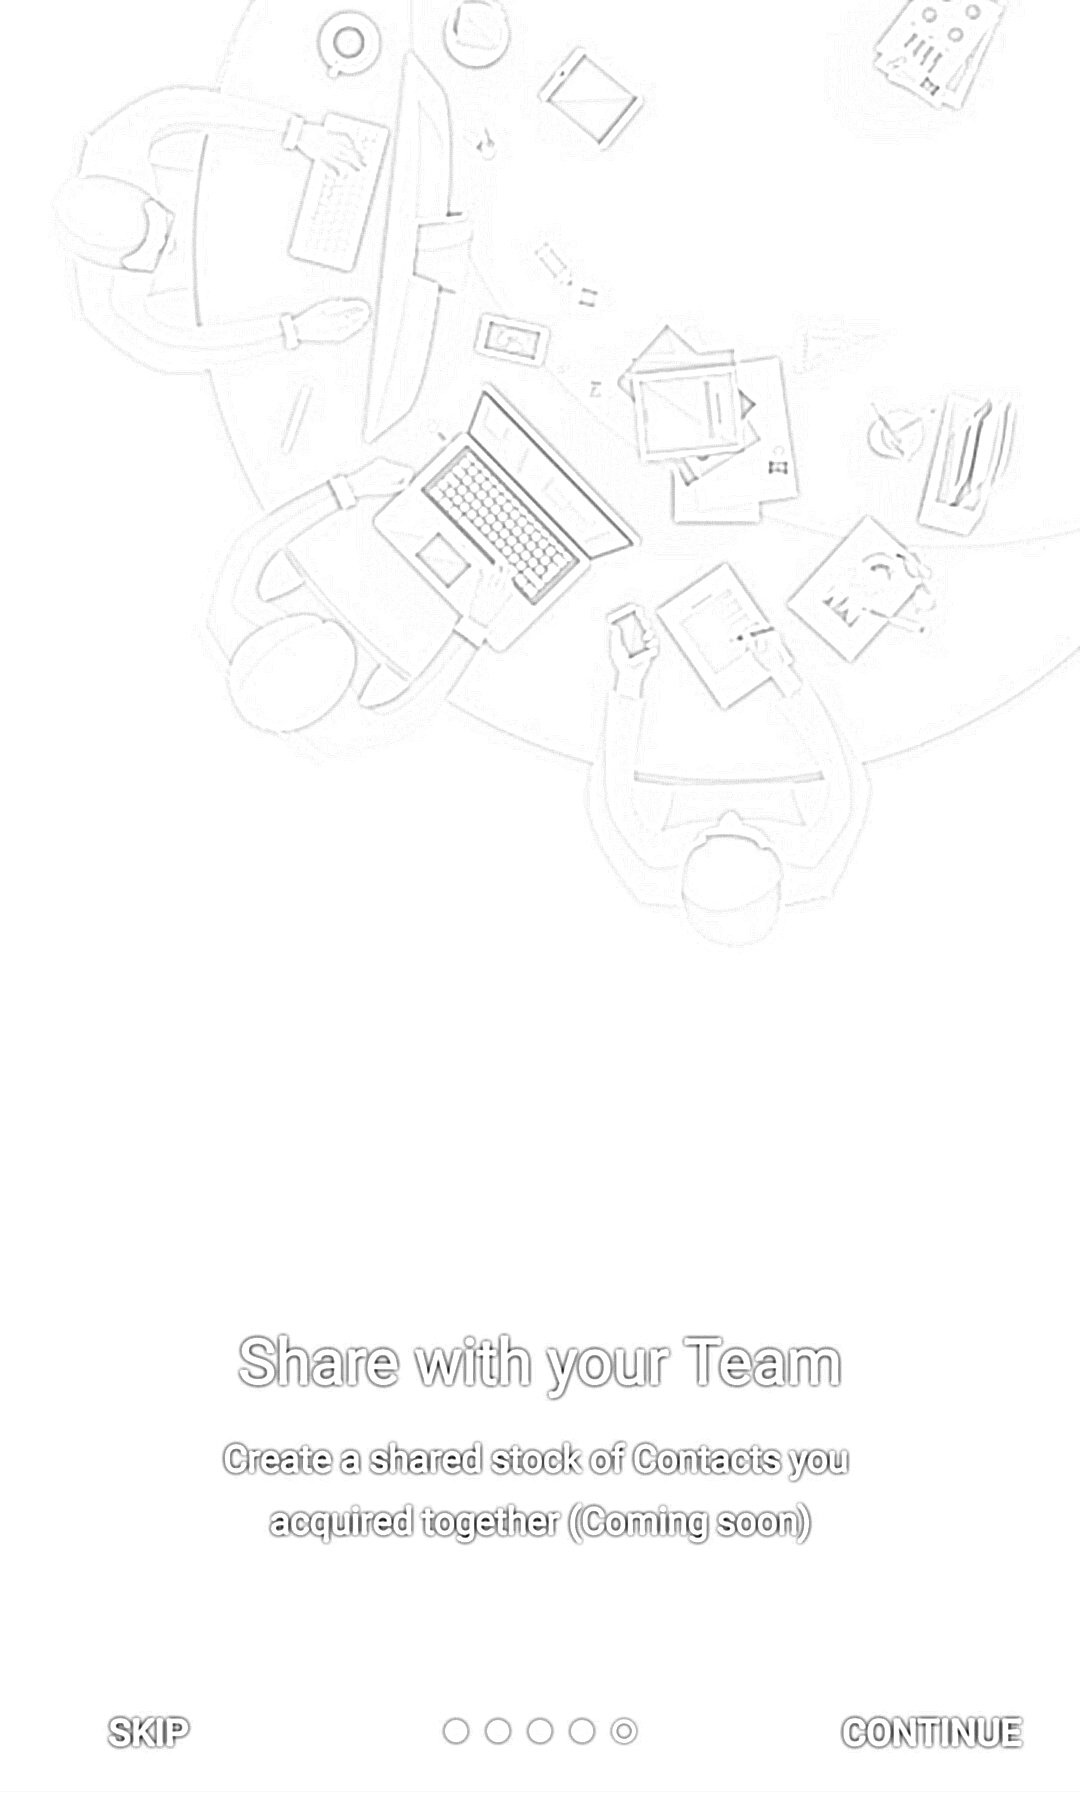 Share with your Team
Create a shared stock of Contacts you
acquired together (Coming soon)
SKIP
CONTINUE